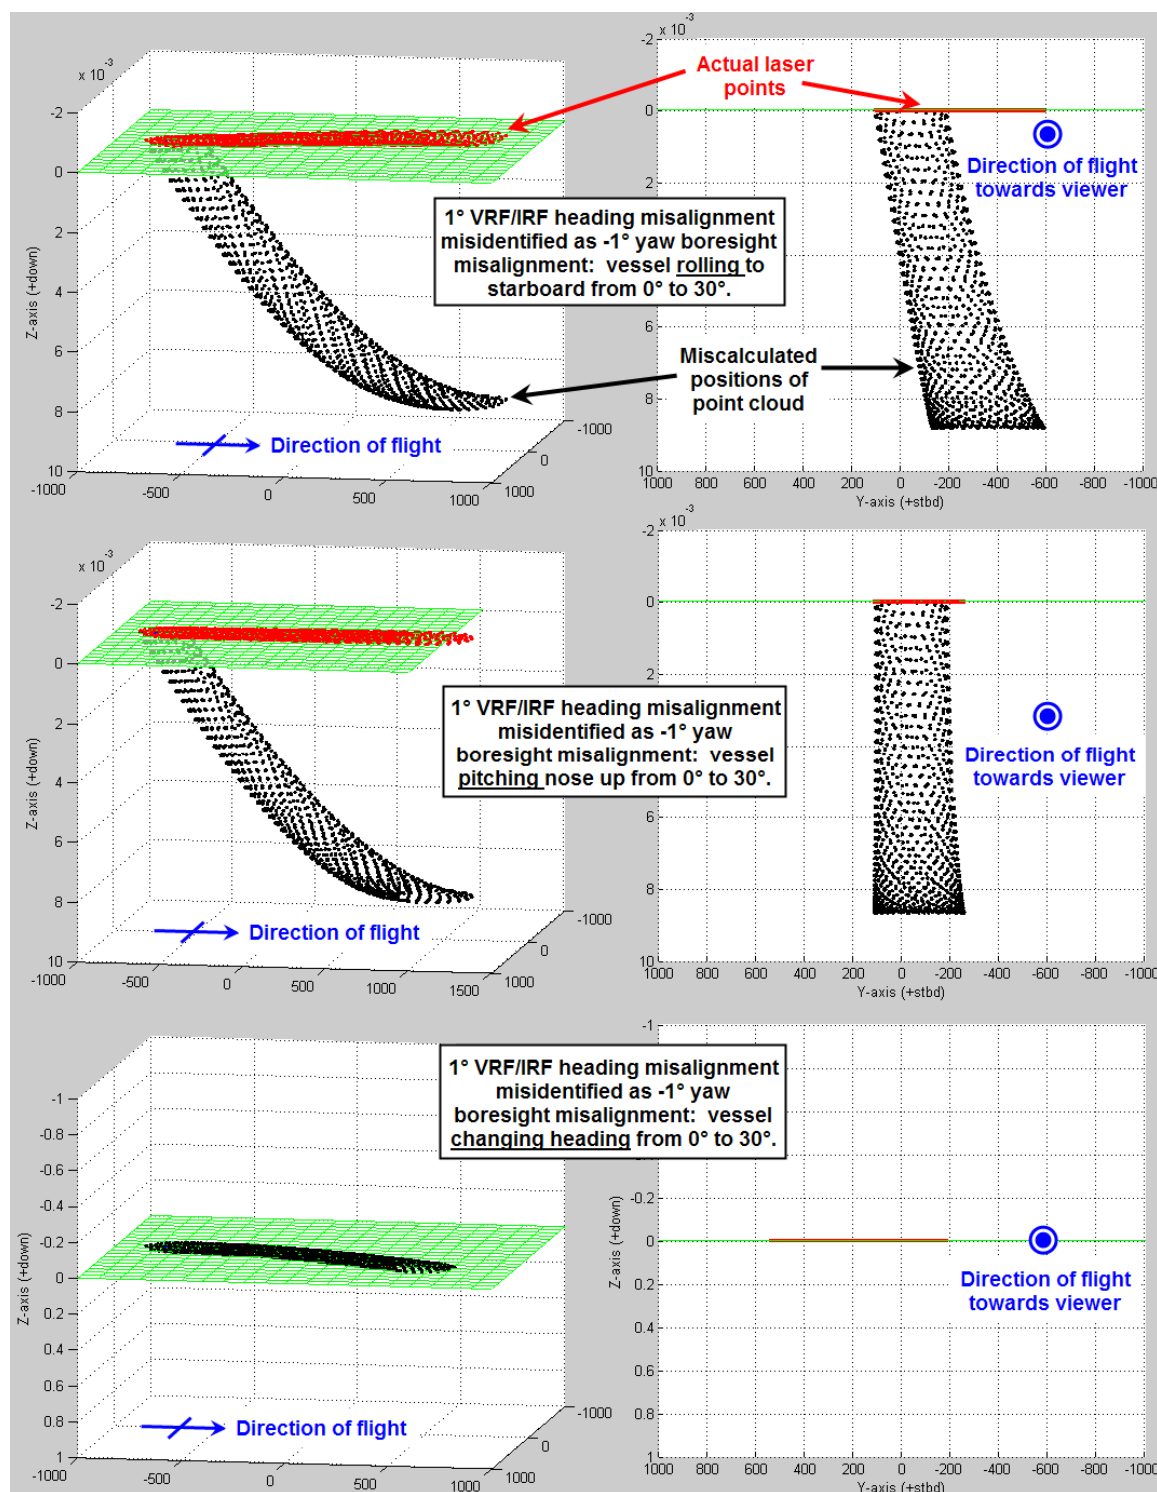 x 10⁻³
-2
0
2
4
6
8
10
Z-axis (+down)
-1000
-500
0
500
1000
1000
0
-1000
Direction of flight
x 10⁻³
-2
0
2
6
8
10
1000
800
600
400
200
0
-200
-400
-600
-800
-1000
Y-axis (+stbd)
Actual laser
points
Direction of flight
towards viewer
1° VRF/IRF heading misalignment
misidentified as -1° yaw boresight
misalignment: vessel rolling to
starboard from 0° to 30°.
Miscalculated
positions of
point cloud
x 10⁻³
-2
0
2
4
6
8
10
Z-axis (+down)
-1000
-500
0
500
1000
1500
1000
0
-1000
Direction of flight
x 10⁻³
-2
0
2
6
8
10
1000
800
600
400
200
0
-200
-400
-600
-800
-1000
Y-axis (+stbd)
Direction of flight
towards viewer
1° VRF/IRF heading misalignment
misidentified as -1° yaw
boresight misalignment: vessel
pitching nose up from 0° to 30°.
-1
-0.8
-0.6
-0.4
-0.2
0
0.2
0.4
0.6
0.8
1
Z-axis (+down)
-1000
-500
0
500
1000
1000
0
-1000
Direction of flight
-1
-0.2
0
0.2
0.4
0.6
0.8
1
Z-axis (+down)
1000
800
600
400
200
0
-200
-400
-600
-800
-1000
Y-axis (+stbd)
Direction of flight
towards viewer
1° VRF/IRF heading misalignment
misidentified as -1° yaw
boresight misalignment: vessel
changing heading from 0° to 30°.